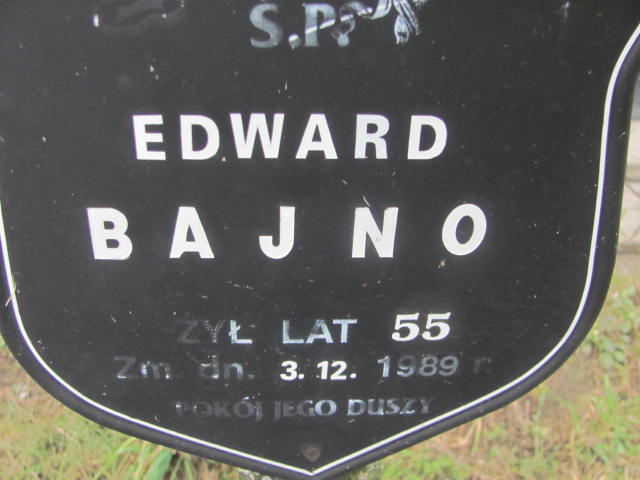 Ś.P.
EDWARD
BAJNO
ŻYŁ LAT 55
Zm dn. 3.12. 1989 r
POKÓJ JEGO DUSZY